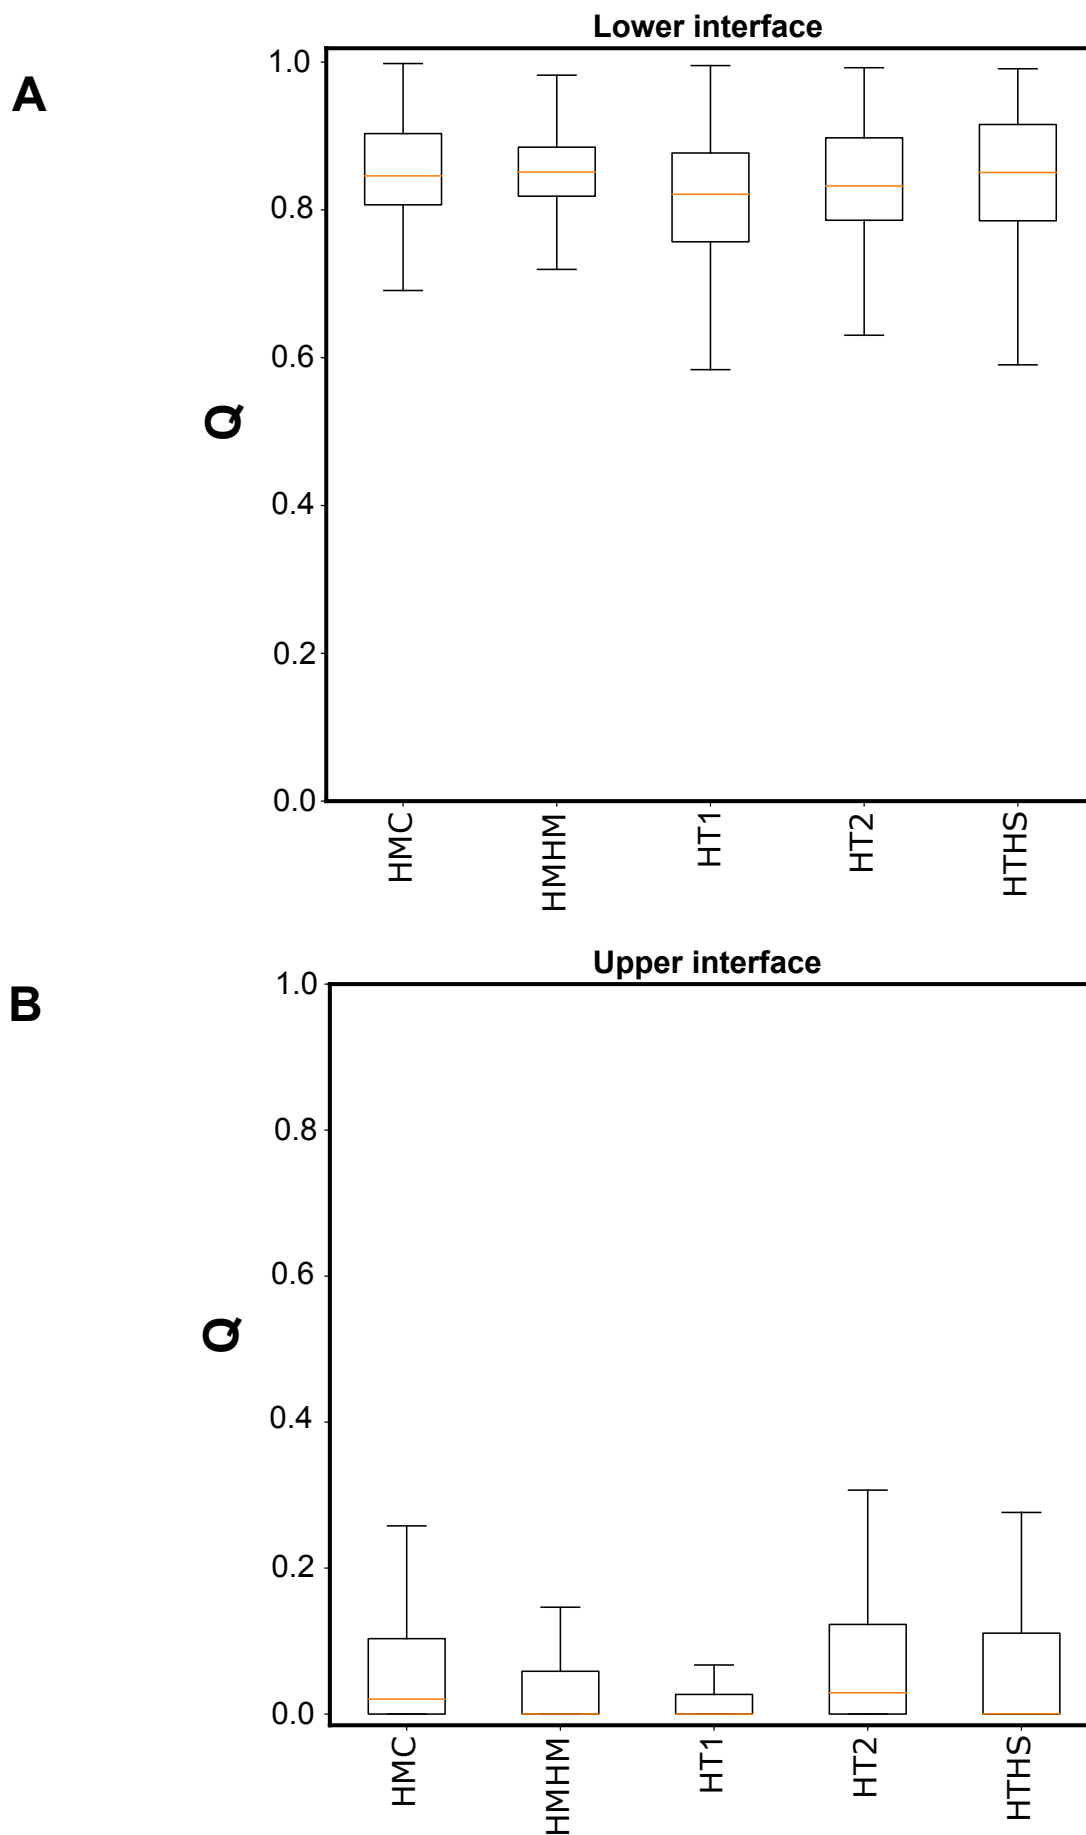 A
Lower interface
1.0
0.8
0.6
0.4
0.2
0.0
Q
HMC
HMHM
HT1
HT2
HTHS
B
Upper interface
1.0
0.8
0.6
0.4
0.2
0.0
Q
HMC
HMHM
HT1
HT2
HTHS